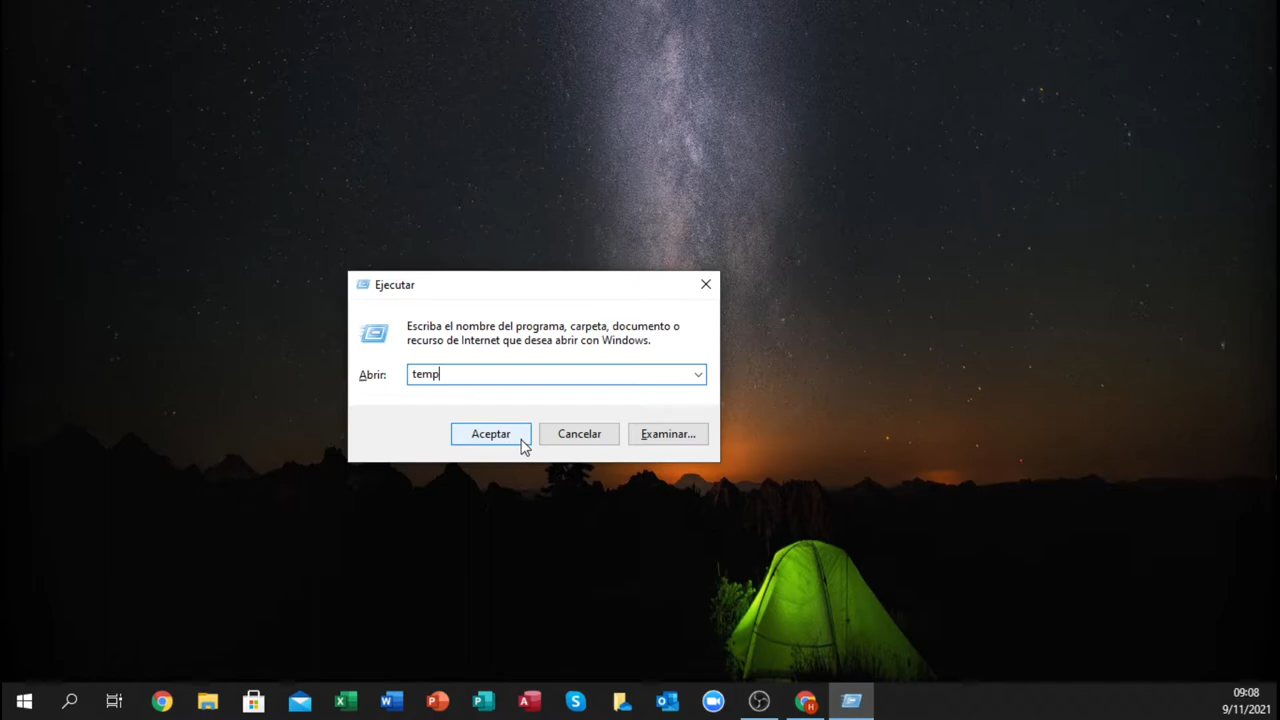 Ejecutar
Escriba el nombre del programa, carpeta, documento o
recurso de Internet que desea abrir con Windows.
Abrir: temp
Aceptar Cancelar Examinar...
09:08
9/11/2021